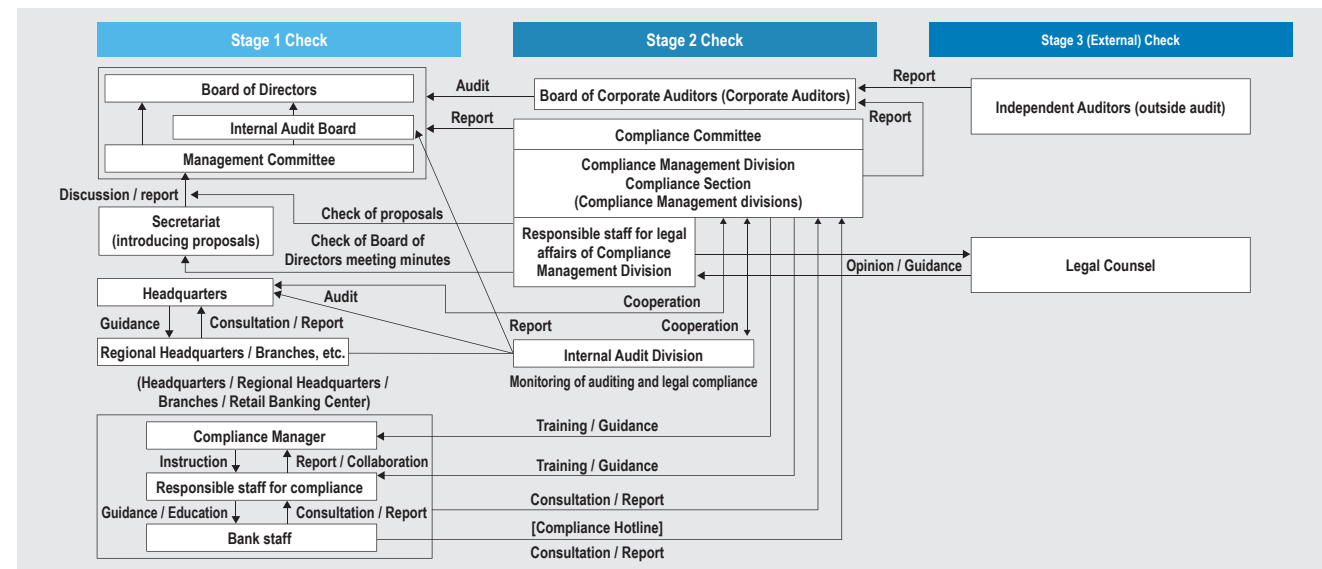 Stage 1 Check
Stage 2 Check
Stage 3 (External) Check
Board of Directors
Internal Audit Board
Management Committee
Audit
Report
Board of Corporate Auditors (Corporate Auditors)
Report
Report
Independent Auditors (outside audit)
Compliance Committee
Compliance Management Division
Compliance Section
(Compliance Management divisions)
Discussion / report
Secretariat
(introducing proposals)
Check of proposals
Check of Board of
Directors meeting minutes
Responsible staff for legal
affairs of Compliance
Management Division
Opinion / Guidance
Legal Counsel
Headquarters
Audit
Cooperation
Guidance
Consultation / Report
Report
Cooperation
Regional Headquarters / Branches, etc.
Internal Audit Division
Monitoring of auditing and legal compliance
(Headquarters / Regional Headquarters /
Branches / Retail Banking Center)
Compliance Manager
Training / Guidance
Instruction
Report / Collaboration
Training / Guidance
Responsible staff for compliance
Consultation / Report
Guidance / Education
Consultation / Report
Bank staff
[Compliance Hotline]
Consultation / Report